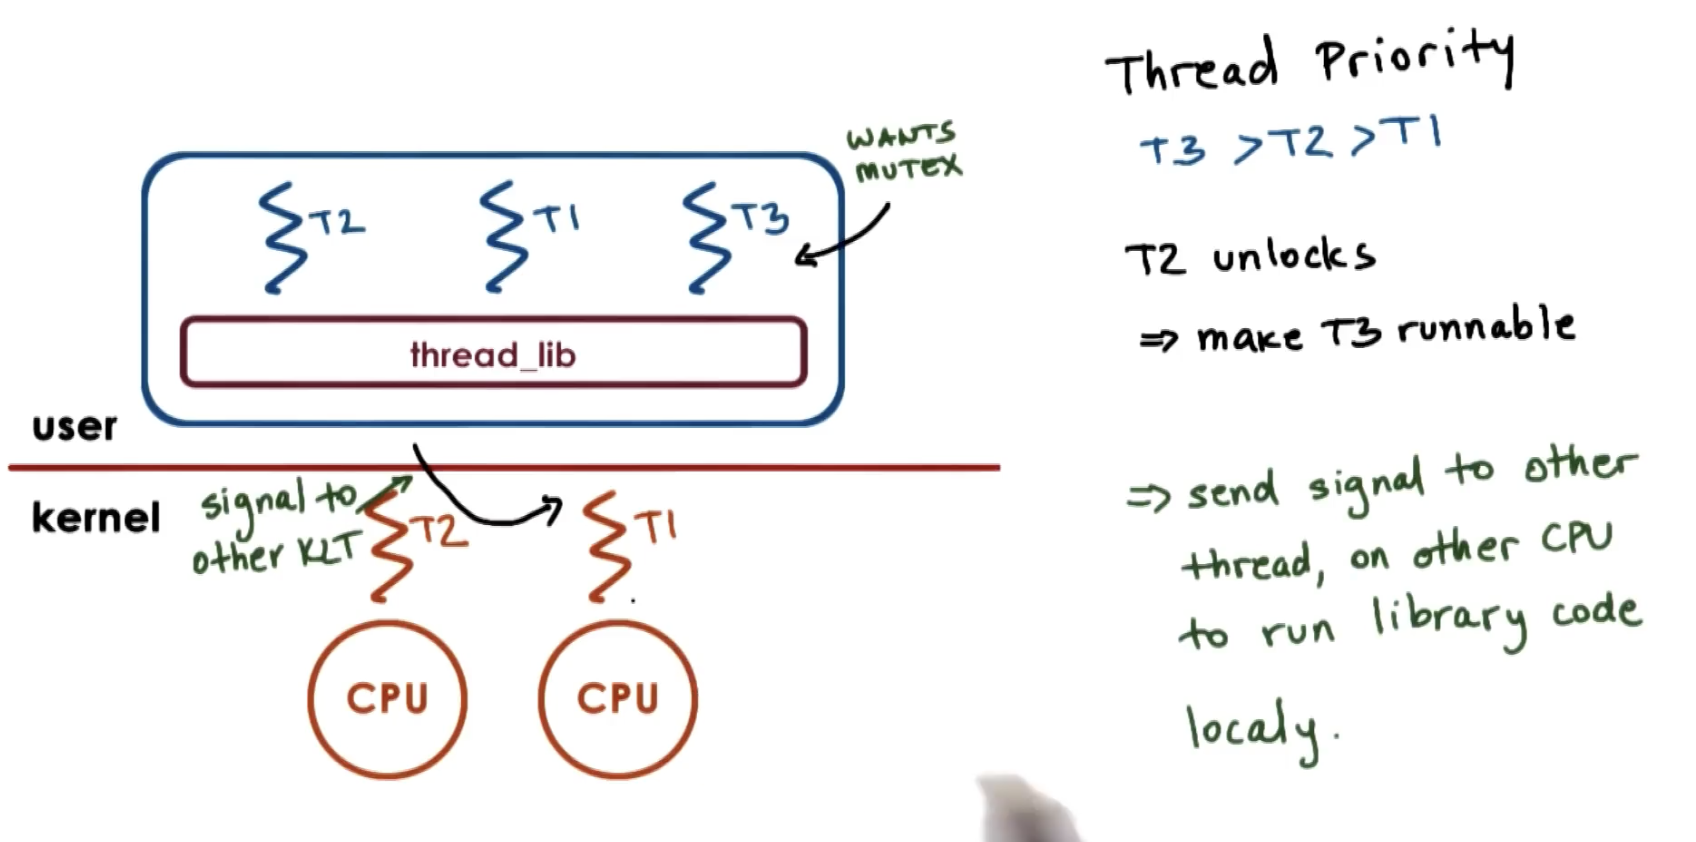 Thread Priority
T3 > T2 > T1
WANTS
MUTEX
T2
T1
T3
T2 unlocks
⇒ make T3 runnable
thread_lib
user
kernel
signal to
other KLT
T2
T1
⇒ send signal to other
thread, on other CPU
to run library code
localy.
CPU
CPU